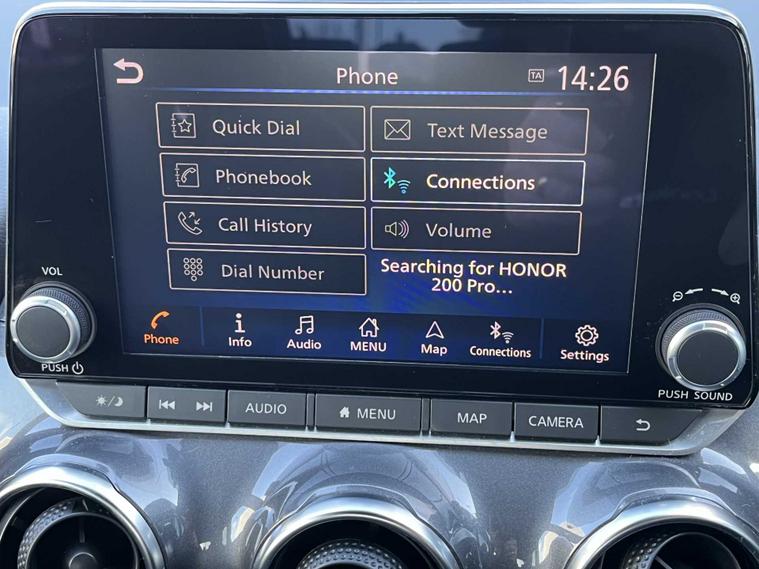 Phone
TA 14:26
Quick Dial
Text Message
Phonebook
Connections
Call History
Volume
Dial Number
Searching for HONOR
200 Pro...
VOL
PUSH
PUSH SOUND
Phone
Info
Audio
MENU
Map
Connections
Settings
AUDIO
MENU
MAP
CAMERA